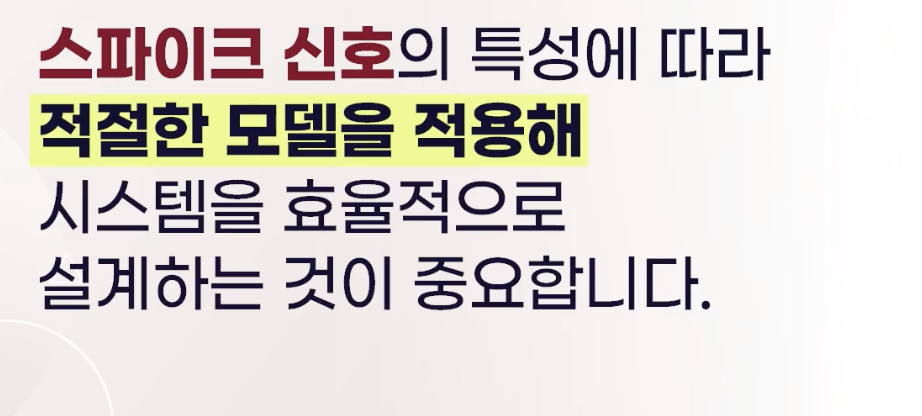 스파이크 신호의 특성에 따라
적절한 모델을 적용해
시스템을 효율적으로
설계하는 것이 중요합니다.